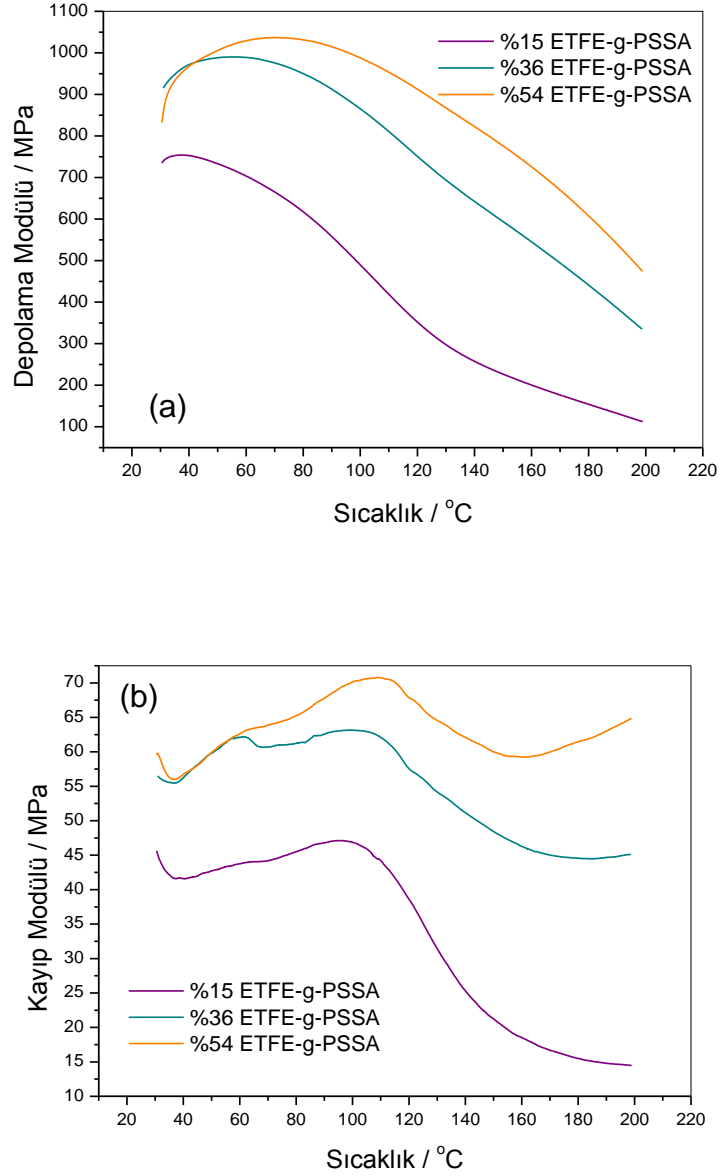 1100
1000
900
800
700
600
500
400
300
200
100
Depolama Modülü / MPa
%15 ETFE-g-PSSA
%36 ETFE-g-PSSA
%54 ETFE-g-PSSA
(a)
20 40 60 80 100 120 140 160 180 200 220
Sıcaklık / °C
(b)
70
65
60
55
50
45
40
35
30
25
20
15
10
Kayıp Modülü / MPa
%15 ETFE-g-PSSA
%36 ETFE-g-PSSA
%54 ETFE-g-PSSA
20 40 60 80 100 120 140 160 180 200 220
Sıcaklık / °C